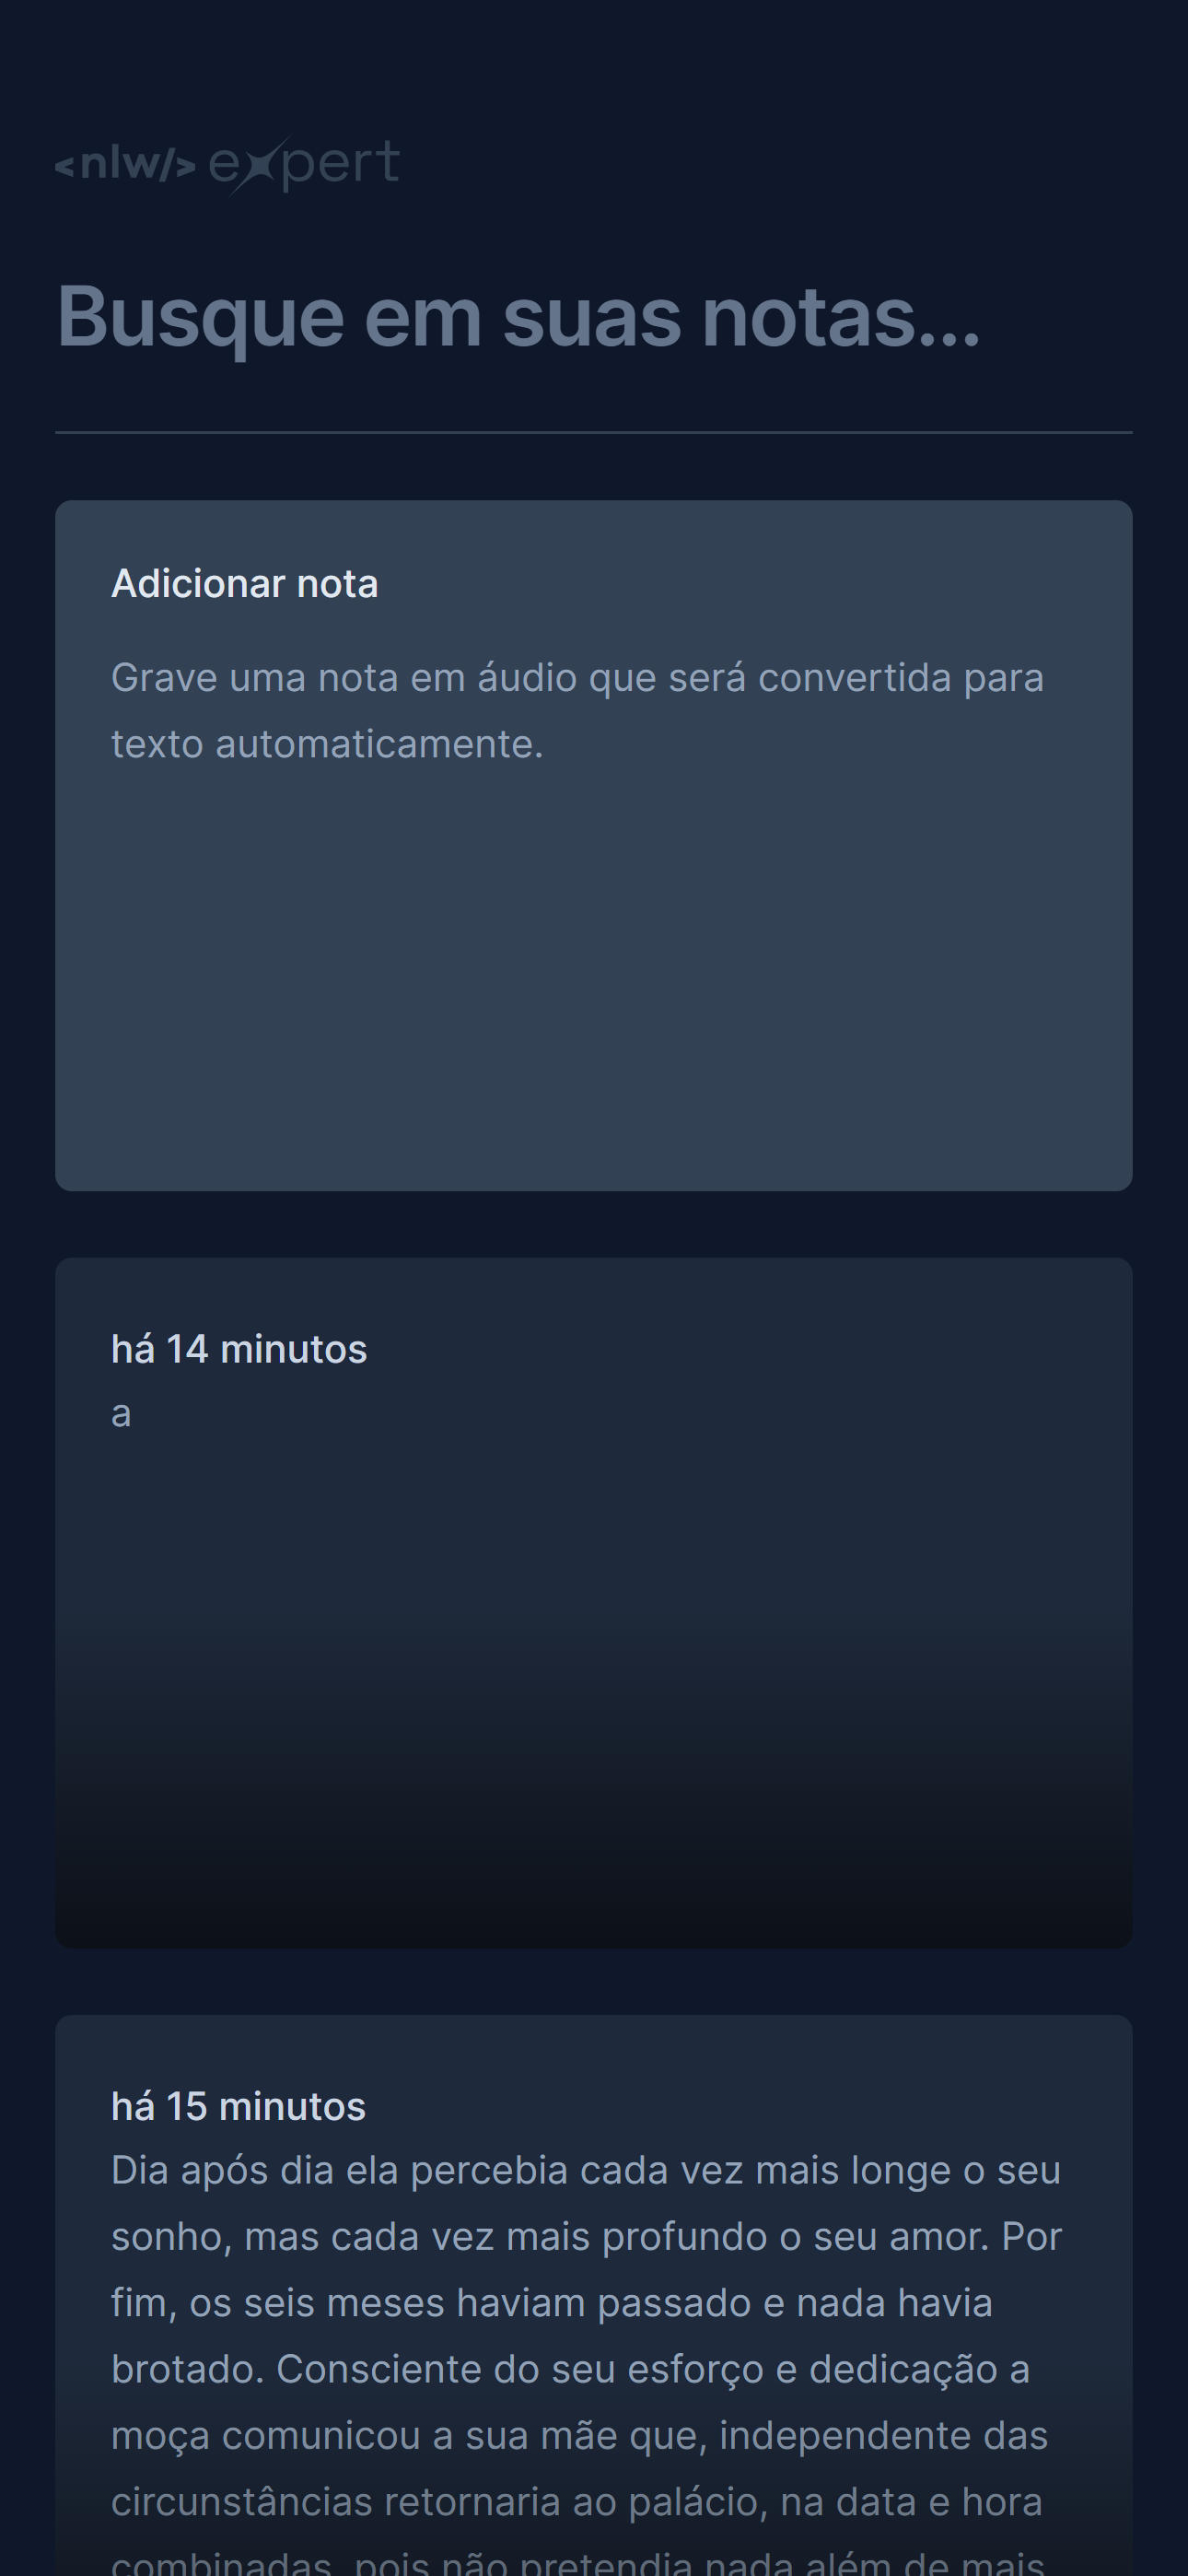 <nlw/> expert
Busque em suas notas...
Adicionar nota
Grave uma nota em áudio que será convertida para
texto automaticamente.
há 14 minutos
a
há 15 minutos
Dia após dia ela percebia cada vez mais longe o seu
sonho, mas cada vez mais profundo o seu amor. Por
fim, os seis meses haviam passado e nada havia
brotado. Consciente do seu esforço e dedicação a
moça comunicou a sua mãe que, independente das
circunstâncias retornaria ao palácio, na data e hora
combinadas, pois não pretendia nada além de mais